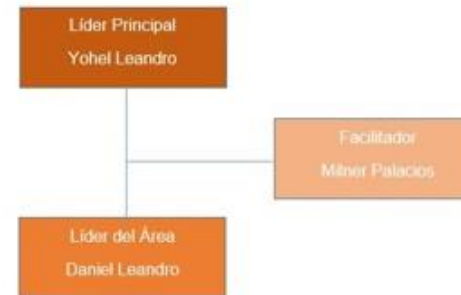 Líder Principal
Yohel Leandro
Facilitador
Milner Palacios
Líder del Área
Daniel Leandro